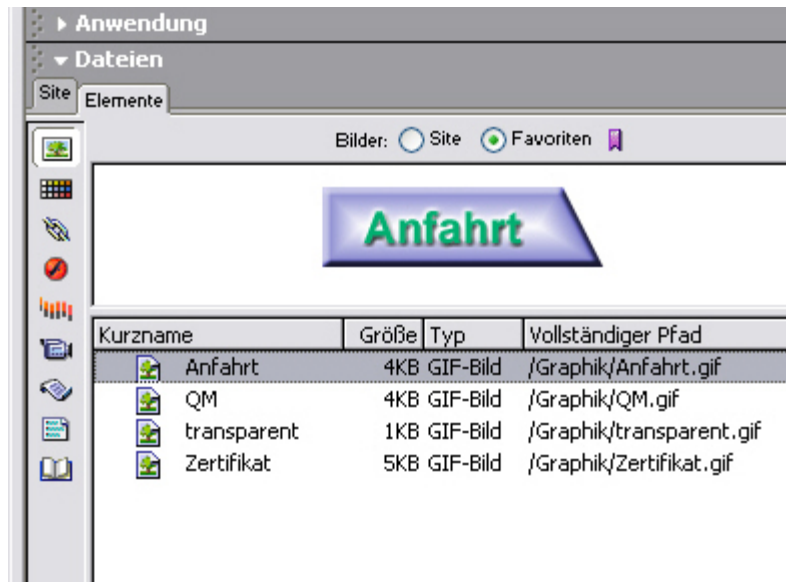 Anwendung
Dateien
Site Elemente
Bilder: Site Favoriten
Anfahrt
Kurzname Größe Typ Vollständiger Pfad
Anfahrt 4KB GIF-Bild /Graphik/Anfahrt.gif
QM 4KB GIF-Bild /Graphik/QM.gif
transparent 1KB GIF-Bild /Graphik/transparent.gif
Zertifikat 5KB GIF-Bild /Graphik/Zertifikat.gif